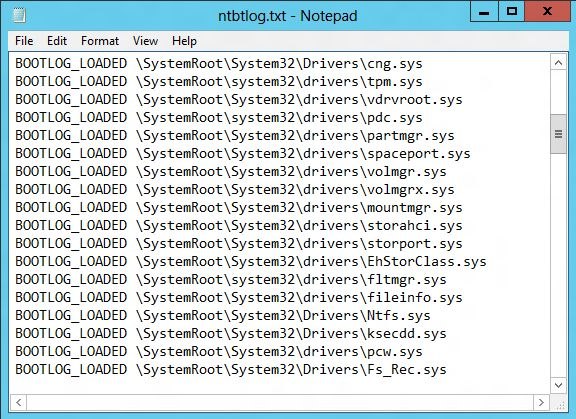 ntbtlog.txt - Notepad
File Edit Format View Help
BOOTLOG_LOADED \SystemRoot\System32\Drivers\cng.sys
BOOTLOG_LOADED \SystemRoot\System32\drivers\tpm.sys
BOOTLOG_LOADED \SystemRoot\System32\drivers\vdrvroot.sys
BOOTLOG_LOADED \SystemRoot\System32\drivers\pdc.sys
BOOTLOG_LOADED \SystemRoot\System32\drivers\partmgr.sys
BOOTLOG_LOADED \SystemRoot\System32\drivers\spaceport.sys
BOOTLOG_LOADED \SystemRoot\System32\drivers\volmgr.sys
BOOTLOG_LOADED \SystemRoot\System32\drivers\volmgrx.sys
BOOTLOG_LOADED \SystemRoot\System32\drivers\mountmgr.sys
BOOTLOG_LOADED \SystemRoot\System32\drivers\storahci.sys
BOOTLOG_LOADED \SystemRoot\System32\drivers\storport.sys
BOOTLOG_LOADED \SystemRoot\System32\drivers\EhStorClass.sys
BOOTLOG_LOADED \SystemRoot\System32\drivers\fltmgr.sys
BOOTLOG_LOADED \SystemRoot\System32\drivers\fileinfo.sys
BOOTLOG_LOADED \SystemRoot\System32\Drivers\Ntfs.sys
BOOTLOG_LOADED \SystemRoot\System32\Drivers\ksecdd.sys
BOOTLOG_LOADED \SystemRoot\System32\drivers\pcw.sys
BOOTLOG_LOADED \SystemRoot\System32\Drivers\Fs_Rec.sys